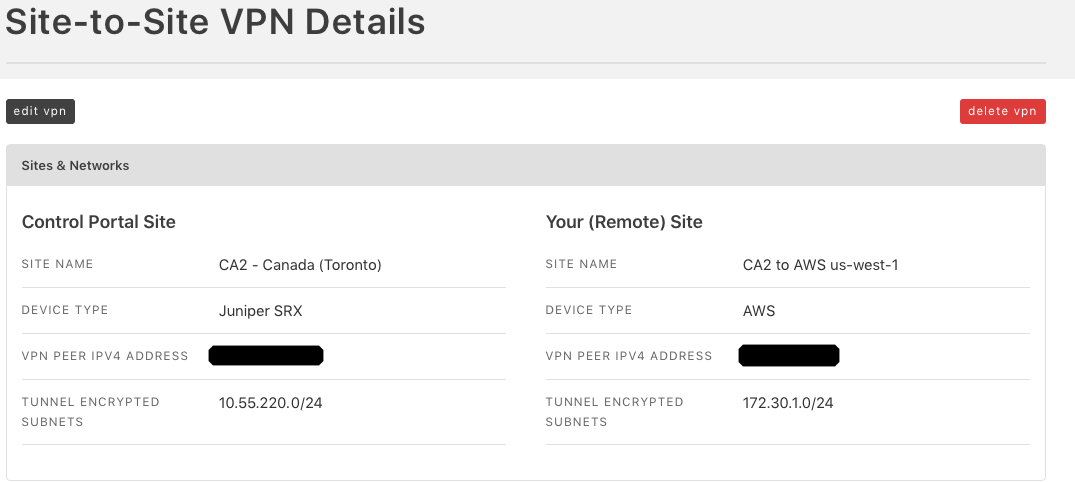 Site-to-Site VPN Details
edit vpn
delete vpn
Sites & Networks
Control Portal Site
SITE NAME CA2 - Canada (Toronto)
DEVICE TYPE Juniper SRX
VPN PEER IPV4 ADDRESS
TUNNEL ENCRYPTED SUBNETS 10.55.220.0/24
Your (Remote) Site
SITE NAME CA2 to AWS us-west-1
DEVICE TYPE AWS
VPN PEER IPV4 ADDRESS
TUNNEL ENCRYPTED SUBNETS 172.30.1.0/24